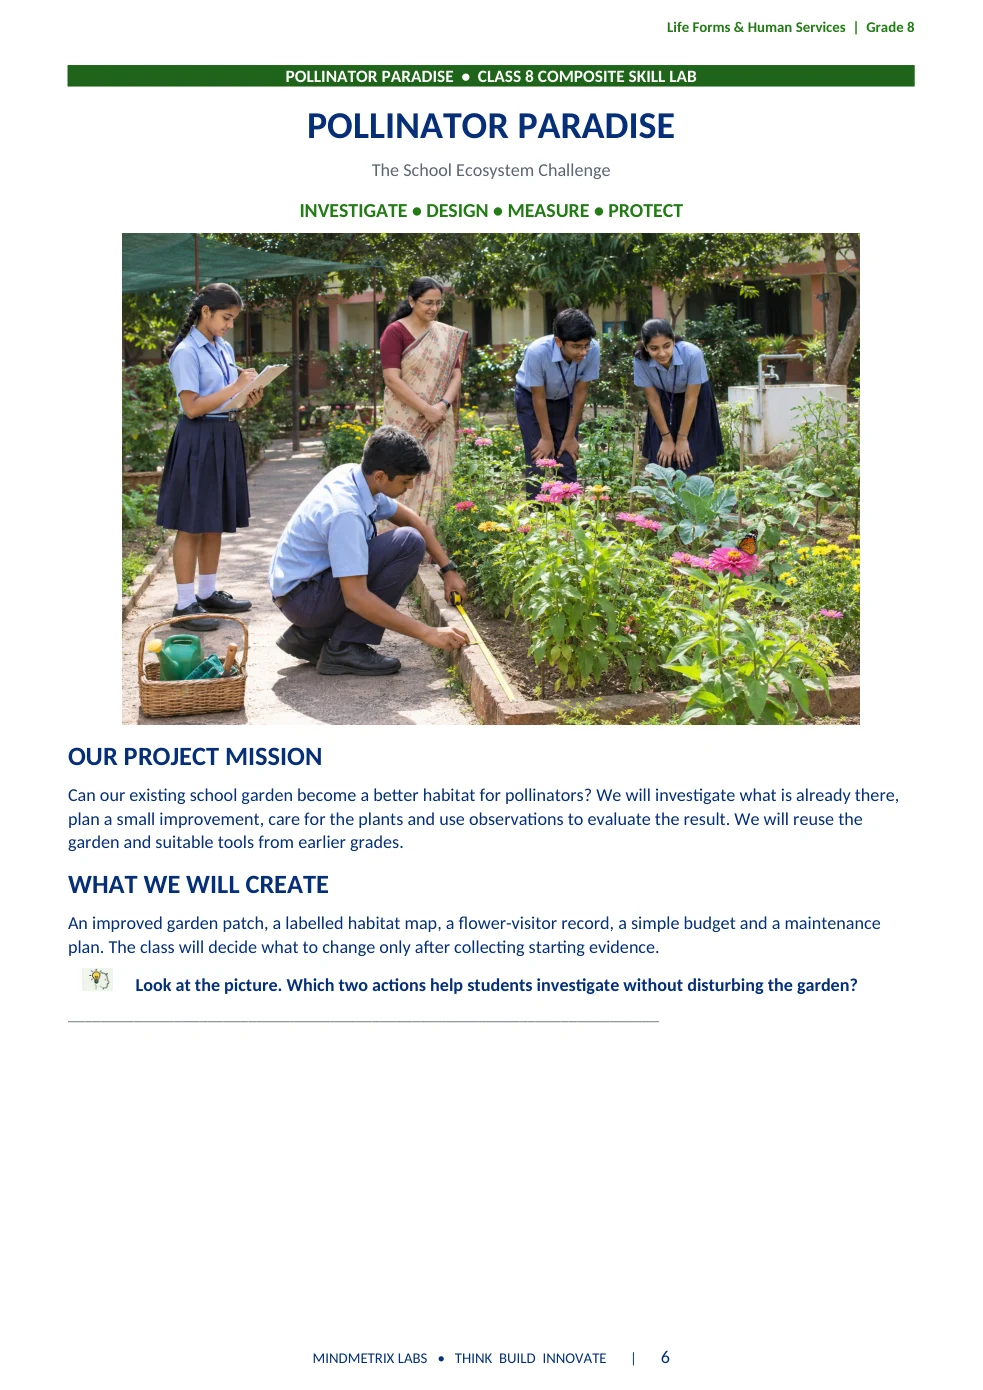 Life Forms & Human Services | Grade 8
POLLINATOR PARADISE ● CLASS 8 COMPOSITE SKILL LAB
POLLINATOR PARADISE
The School Ecosystem Challenge
INVESTIGATE ● DESIGN ● MEASURE ● PROTECT
OUR PROJECT MISSION
Can our existing school garden become a better habitat for pollinators? We will investigate what is already there,
plan a small improvement, care for the plants and use observations to evaluate the result. We will reuse the
garden and suitable tools from earlier grades.
WHAT WE WILL CREATE
An improved garden patch, a labelled habitat map, a flower-visitor record, a simple budget and a maintenance
plan. The class will decide what to change only after collecting starting evidence.
Look at the picture. Which two actions help students investigate without disturbing the garden?
MINDMETRIX LABS ● THINK BUILD INNOVATE | 6